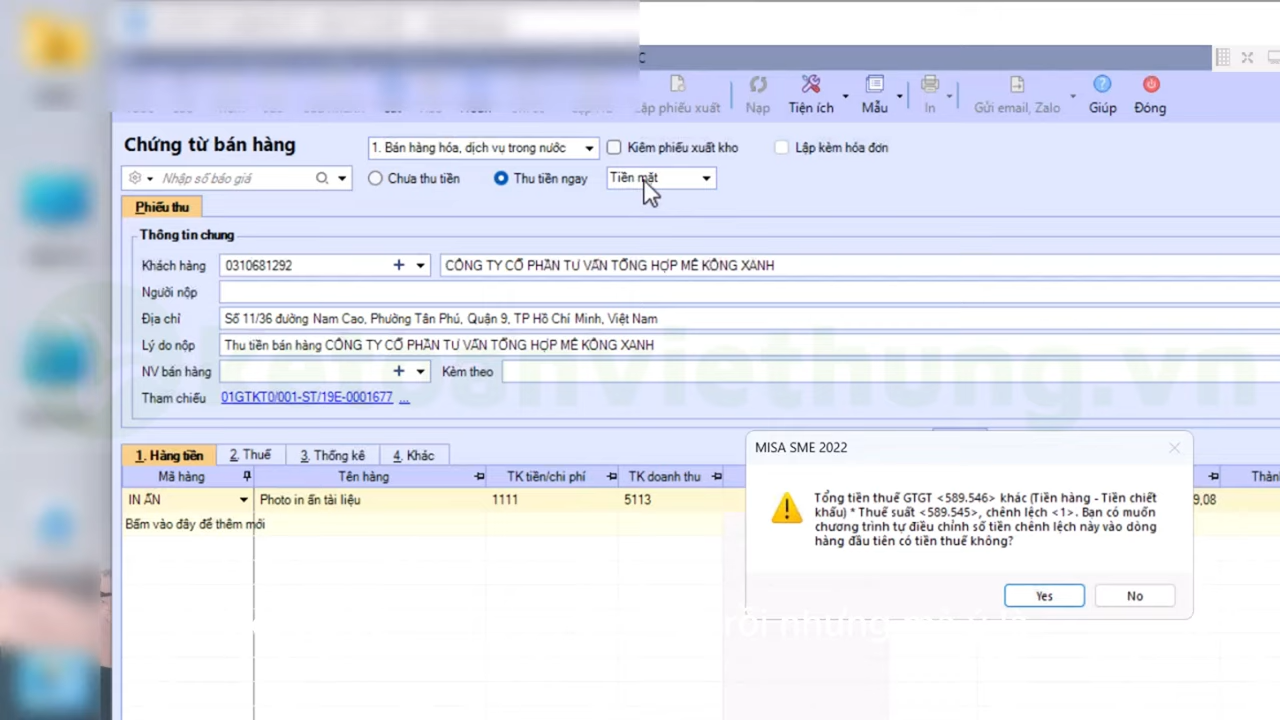 C
Lập phiếu xuất Nạp Tiện ích Mẫu In Gửi email, Zalo Giúp Đóng
Chứng từ bán hàng 1. Bán hàng hóa, dịch vụ trong nước Kiêm phiếu xuất kho Lập kèm hóa đơn
Nhập số báo giá Chưa thu tiền Thu tiền ngay Tiền mặt
Phiếu thu
Thông tin chung
Khách hàng 0310681292 CÔNG TY CỔ PHẦN TƯ VẤN TỔNG HỢP MÊ KÔNG XANH
Người nộp
Địa chỉ Số 11/36 đường Nam Cao, Phường Tân Phú, Quận 9, TP Hồ Chí Minh, Việt Nam
Lý do nộp Thu tiền bán hàng CÔNG TY CỔ PHẦN TƯ VẤN TỔNG HỢP MÊ KÔNG XANH
NV bán hàng Kèm theo
Tham chiếu 01GTKT0/001-ST/19E-0001677 ...
ketoanviethung.vn
1. Hàng tiền 2. Thuế 3. Thống kê 4. Khác
Mã hàng Tên hàng TK tiền/chi phí TK doanh thu Thàn
IN ẤN Photo in ấn tài liệu 1111 5113 9,08
Bấm vào đây để thêm mới
MISA SME 2022
Tổng tiền thuế GTGT <589.546> khác (Tiền hàng - Tiền chiết
khấu) * Thuế suất <589.545>, chênh lệch <1>. Bạn có muốn
chương trình tự điều chỉnh số tiền chênh lệch này vào dòng
hàng đầu tiên có tiền thuế không?
Yes No
rồi nhưng